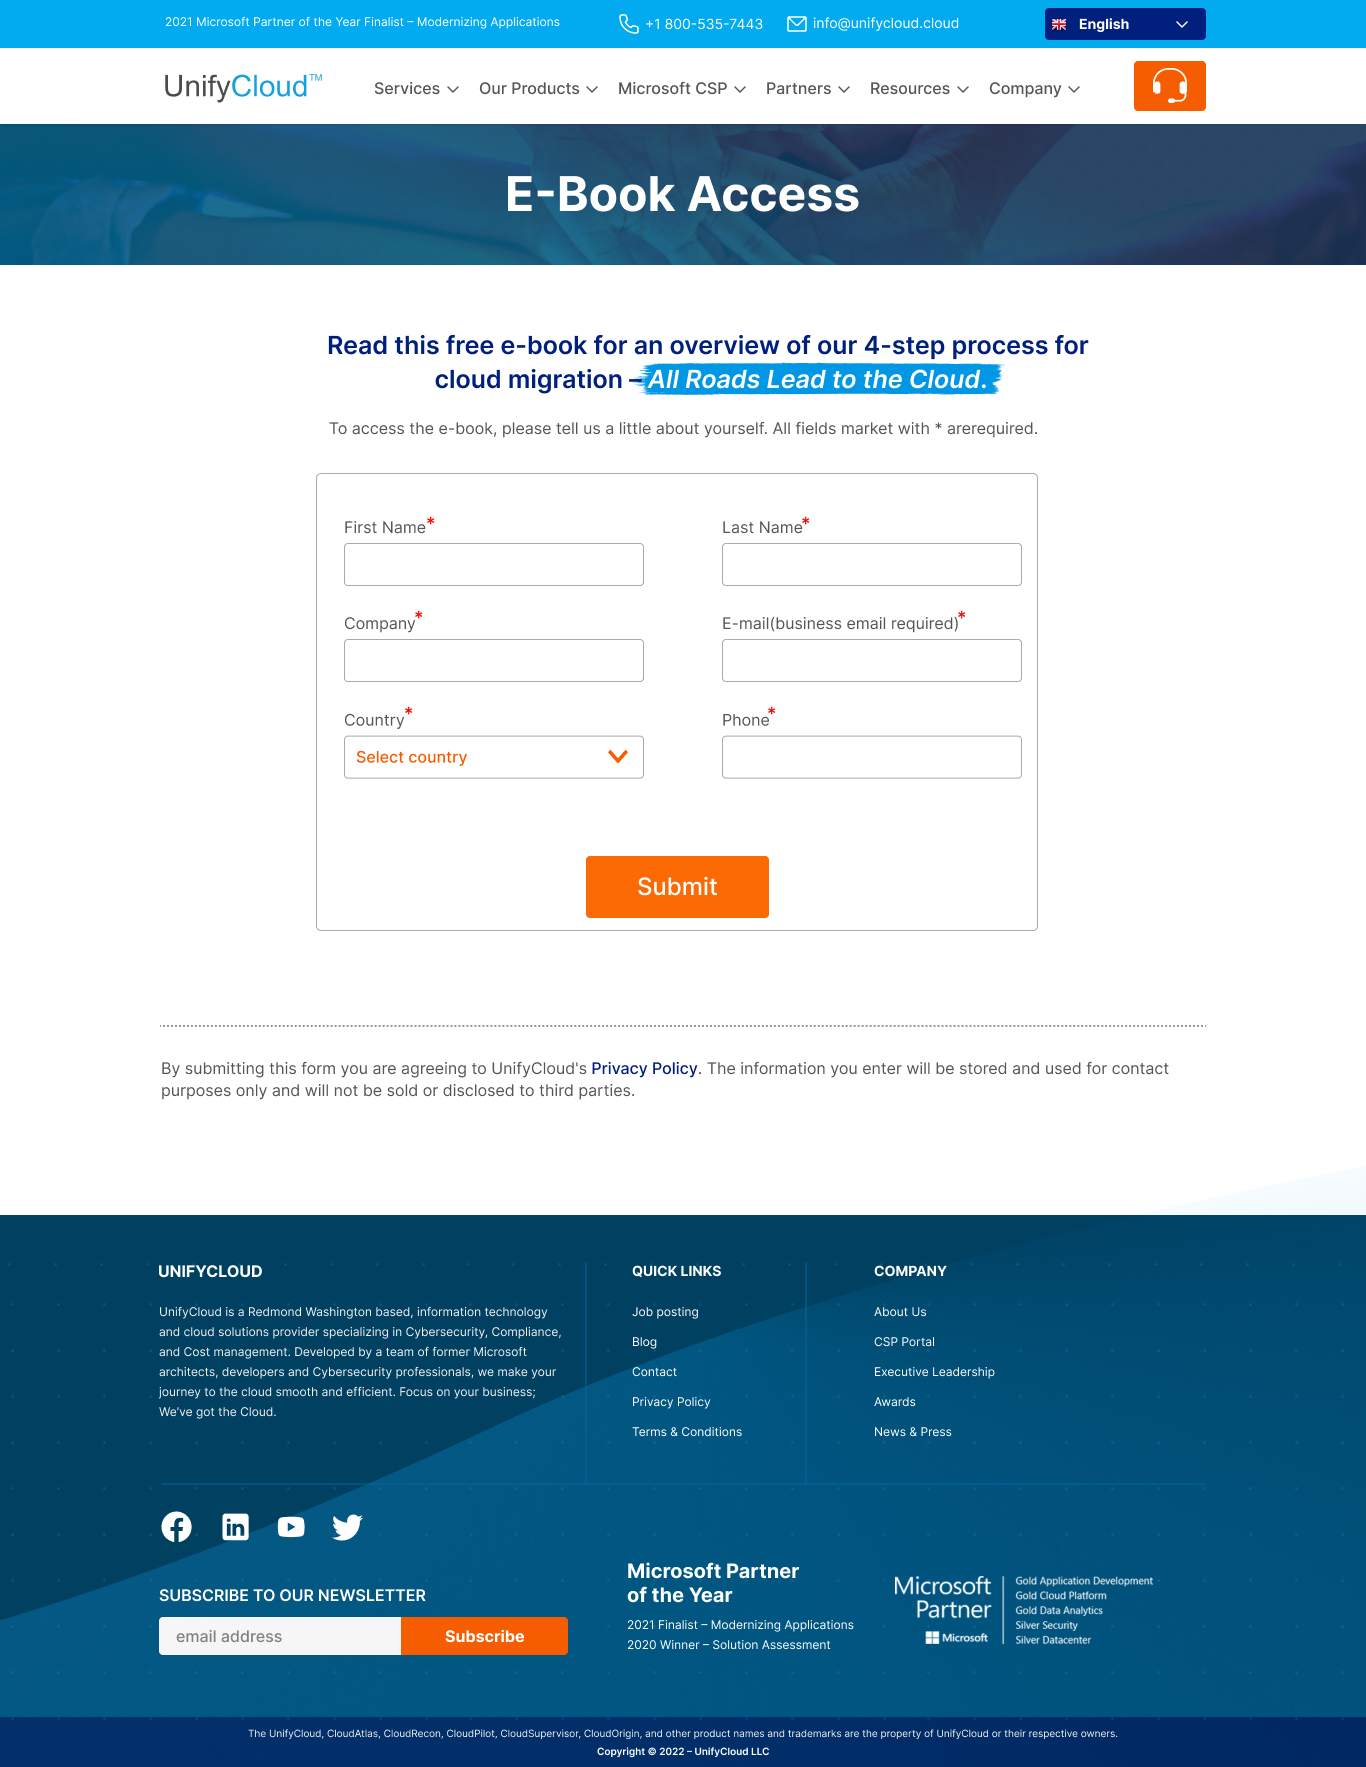 2021 Microsoft Partner of the Year Finalist – Modernizing Applications
+1 800-535-7443
info@unifycloud.cloud
English
UnifyCloud™
Services
Our Products
Microsoft CSP
Partners
Resources
Company
E-Book Access
Read this free e-book for an overview of our 4-step process for
cloud migration – All Roads Lead to the Cloud.
To access the e-book, please tell us a little about yourself. All fields market with * arerequired.
First Name*
Last Name*
Company*
E-mail(business email required)*
Country*
Phone*
Select country
Submit
By submitting this form you are agreeing to UnifyCloud's Privacy Policy. The information you enter will be stored and used for contact
purposes only and will not be sold or disclosed to third parties.
UNIFYCLOUD
UnifyCloud is a Redmond Washington based, information technology
and cloud solutions provider specializing in Cybersecurity, Compliance,
and Cost management. Developed by a team of former Microsoft
architects, developers and Cybersecurity professionals, we make your
journey to the cloud smooth and efficient. Focus on your business;
We've got the Cloud.
QUICK LINKS
Job posting
Blog
Contact
Privacy Policy
Terms & Conditions
COMPANY
About Us
CSP Portal
Executive Leadership
Awards
News & Press
SUBSCRIBE TO OUR NEWSLETTER
email address
Subscribe
Microsoft Partner
of the Year
2021 Finalist – Modernizing Applications
2020 Winner – Solution Assessment
Microsoft
Partner
Microsoft
Gold Application Development
Gold Cloud Platform
Gold Data Analytics
Silver Security
Silver Datacenter
The UnifyCloud, CloudAtlas, CloudRecon, CloudPilot, CloudSupervisor, CloudOrigin, and other product names and trademarks are the property of UnifyCloud or their respective owners.
Copyright © 2022 – UnifyCloud LLC